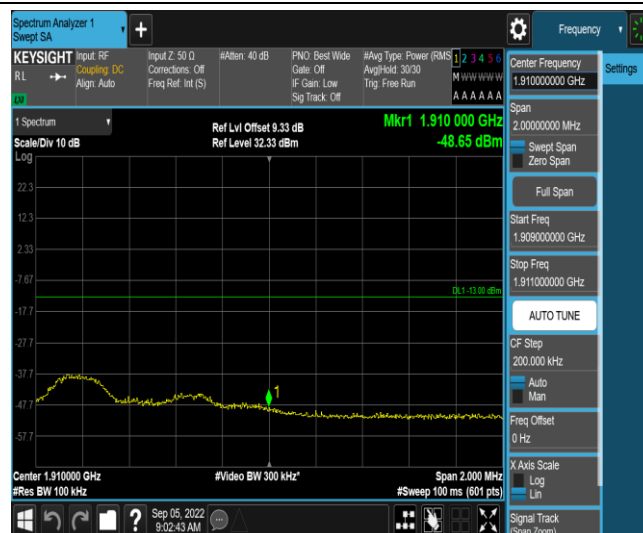 Spectrum Analyzer 1
Swept SA
Frequency
KEYSIGHT
RL
Input: RF
Coupling: DC
Align: Auto
Input Z: 50 Ω
Corrections: Off
Freq Ref: Int (S)
#Atten: 40 dB
PNO: Best Wide
Gate: Off
IF Gain: Low
Sig Track: Off
#Avg Type: Power (RMS
Avg|Hold: 30/30
Trig: Free Run
1 2 3 4 5 6
M W W W W W
A A A A A A
1 Spectrum
Scale/Div 10 dB
Ref Lvl Offset 9.33 dB
Ref Level 32.33 dBm
Mkr1 1.910 000 GHz
-48.65 dBm
Log
22.3
12.3
2.33
-7.67
DL1 -13.00 dBm
-17.7
-27.7
-37.7
-47.7
-57.7
1
Center 1.91000 GHz
#Res BW 100 kHz
#Video BW 300 kHz*
Span 2.000 MHz
#Sweep 100 ms (601 pts)
Sep 05, 2022
9:02:43 AM
Center Frequency
1.910000000 GHz
Settings
Span
2.00000000 MHz
Swept Span
Zero Span
Full Span
Start Freq
1.909000000 GHz
Stop Freq
1.911000000 GHz
AUTO TUNE
CF Step
200.000 kHz
Auto
Man
Freq Offset
0 Hz
X Axis Scale
Log
Lin
Signal Track
(Span Zoom)